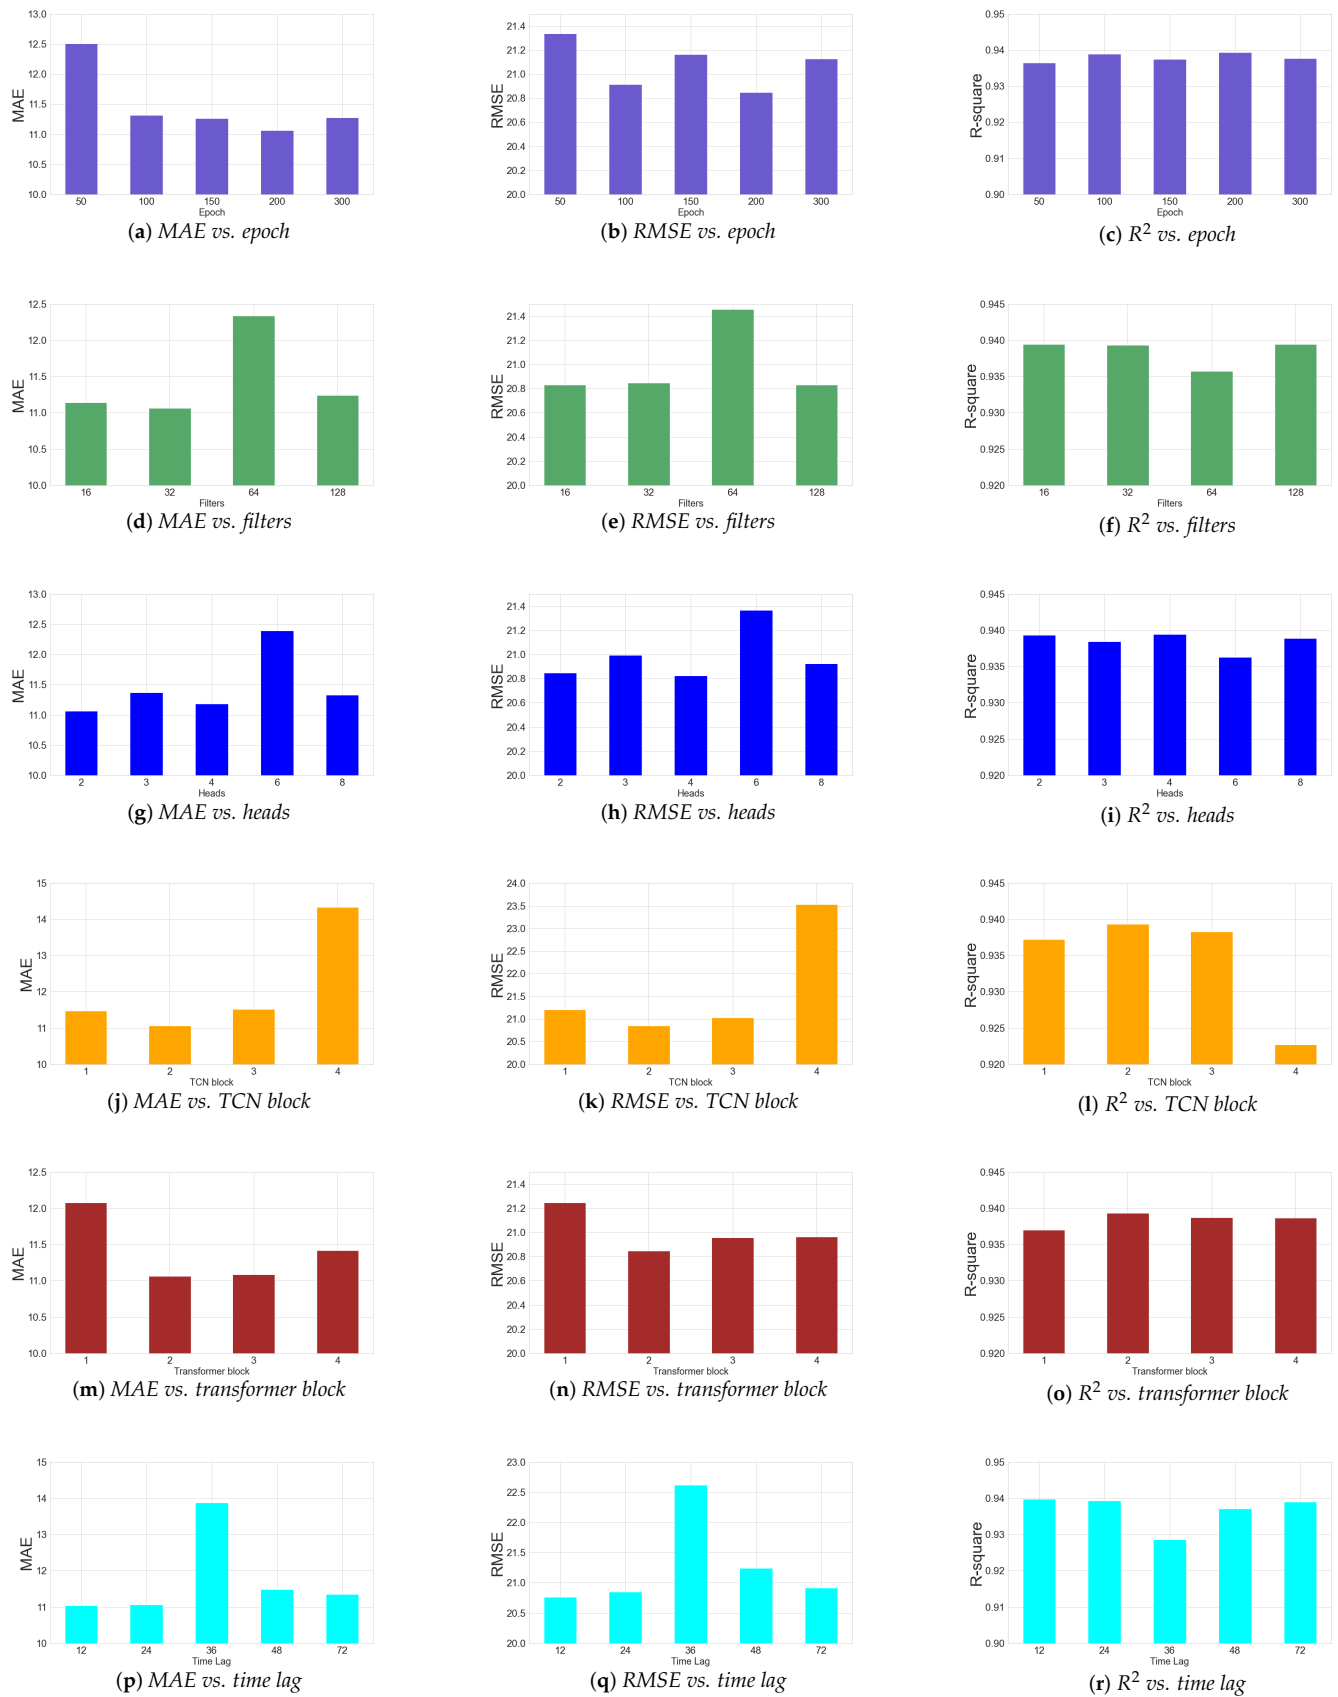 13.0
12.5
12.0
11.5
11.0
10.5
10.0
MAE
50 100 150 200 300
Epoch
(a) MAE vs. epoch
21.4
21.2
21.0
20.8
20.6
20.4
20.2
20.0
RMSE
50 100 150 200 300
Epoch
(b) RMSE vs. epoch
0.95
0.94
0.93
0.92
0.91
0.90
R-square
50 100 150 200 300
Epoch
(c) R² vs. epoch
12.5
12.0
11.5
11.0
10.5
10.0
MAE
16 32 64 128
Filters
(d) MAE vs. filters
21.4
21.2
21.0
20.8
20.6
20.4
20.2
20.0
RMSE
16 32 64 128
Filters
(e) RMSE vs. filters
0.945
0.940
0.935
0.930
0.925
0.920
R-square
16 32 64 128
Filters
(f) R² vs. filters
13.0
12.5
12.0
11.5
11.0
10.5
10.0
MAE
2 3 4 6 8
Heads
(g) MAE vs. heads
21.4
21.2
21.0
20.8
20.6
20.4
20.2
20.0
RMSE
2 3 4 6 8
Heads
(h) RMSE vs. heads
0.945
0.940
0.935
0.930
0.925
0.920
R-square
2 3 4 6 8
Heads
(i) R² vs. heads
15
14
13
12
11
10
MAE
1 2 3 4
TCN block
(j) MAE vs. TCN block
24.0
23.5
23.0
22.5
22.0
21.5
21.0
20.5
20.0
RMSE
1 2 3 4
TCN block
(k) RMSE vs. TCN block
0.945
0.940
0.935
0.930
0.925
0.920
R-square
1 2 3 4
TCN block
(l) R² vs. TCN block
12.5
12.0
11.5
11.0
10.5
10.0
MAE
1 2 3 4
Transformer block
(m) MAE vs. transformer block
21.4
21.2
21.0
20.8
20.6
20.4
20.2
20.0
RMSE
1 2 3 4
Transformer block
(n) RMSE vs. transformer block
0.945
0.940
0.935
0.930
0.925
0.920
R-square
1 2 3 4
Transformer block
(o) R² vs. transformer block
15
14
13
12
11
10
MAE
12 24 36 48 72
Time Lag
(p) MAE vs. time lag
23.0
22.5
22.0
21.5
21.0
20.5
20.0
RMSE
12 24 36 48 72
Time Lag
(q) RMSE vs. time lag
0.95
0.94
0.93
0.92
0.91
0.90
R-square
12 24 36 48 72
Time Lag
(r) R² vs. time lag